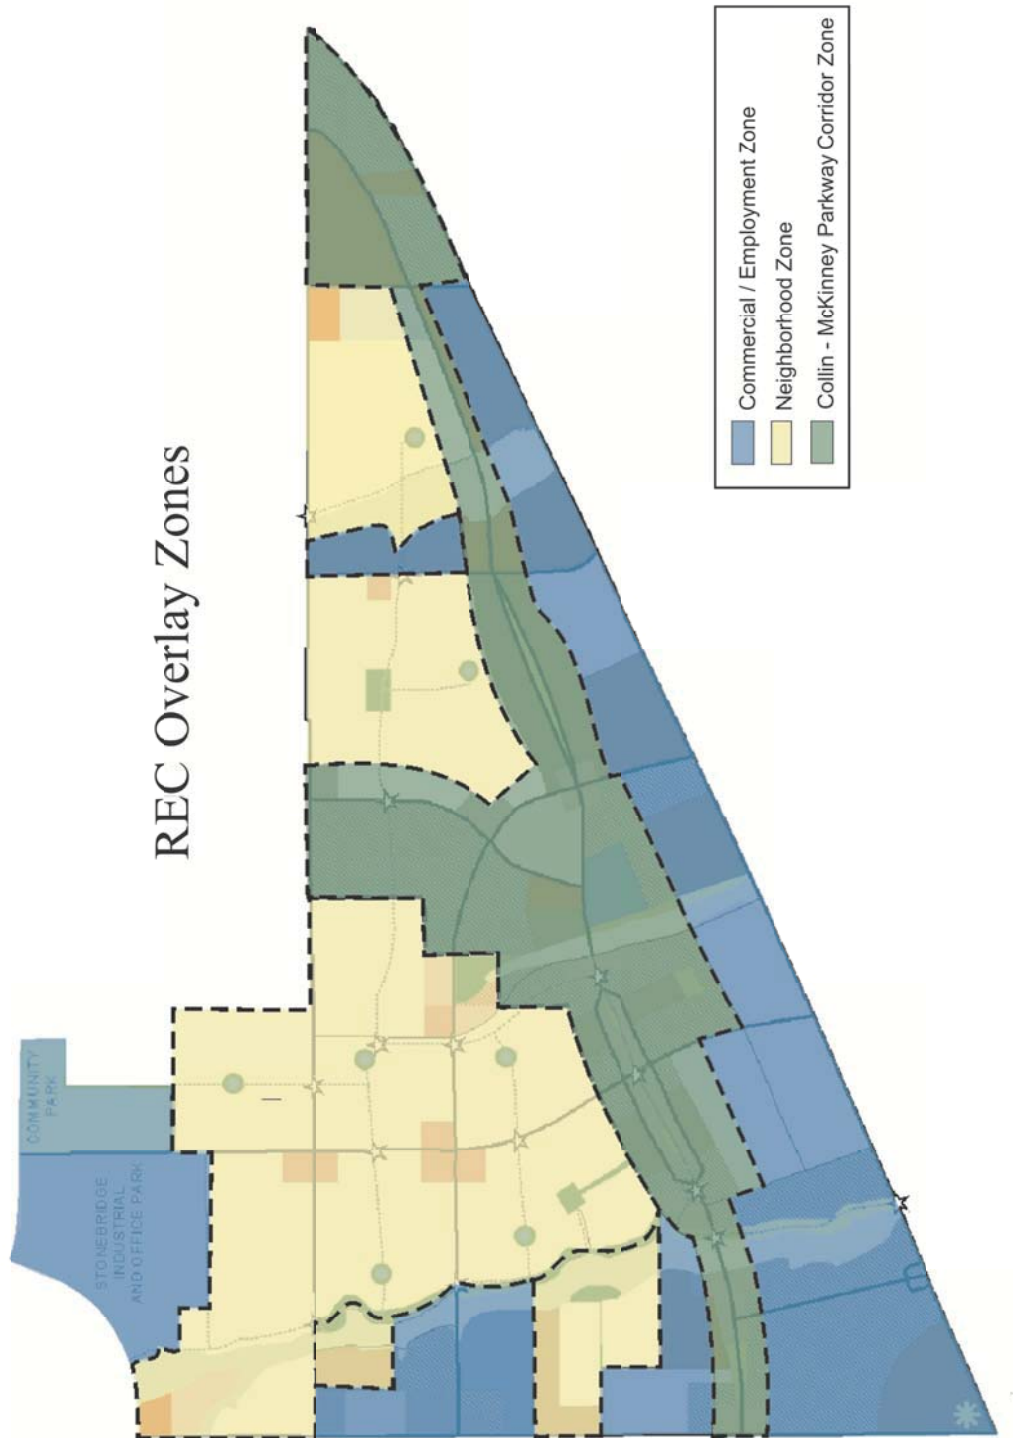 REC Overlay Zones
Commercial / Employment Zone
Neighborhood Zone
Collin - McKinney Parkway Corridor Zone
COMMUNITY
PARK
STONEBRIDGE
INDUSTRIAL
AND OFFICE PARK